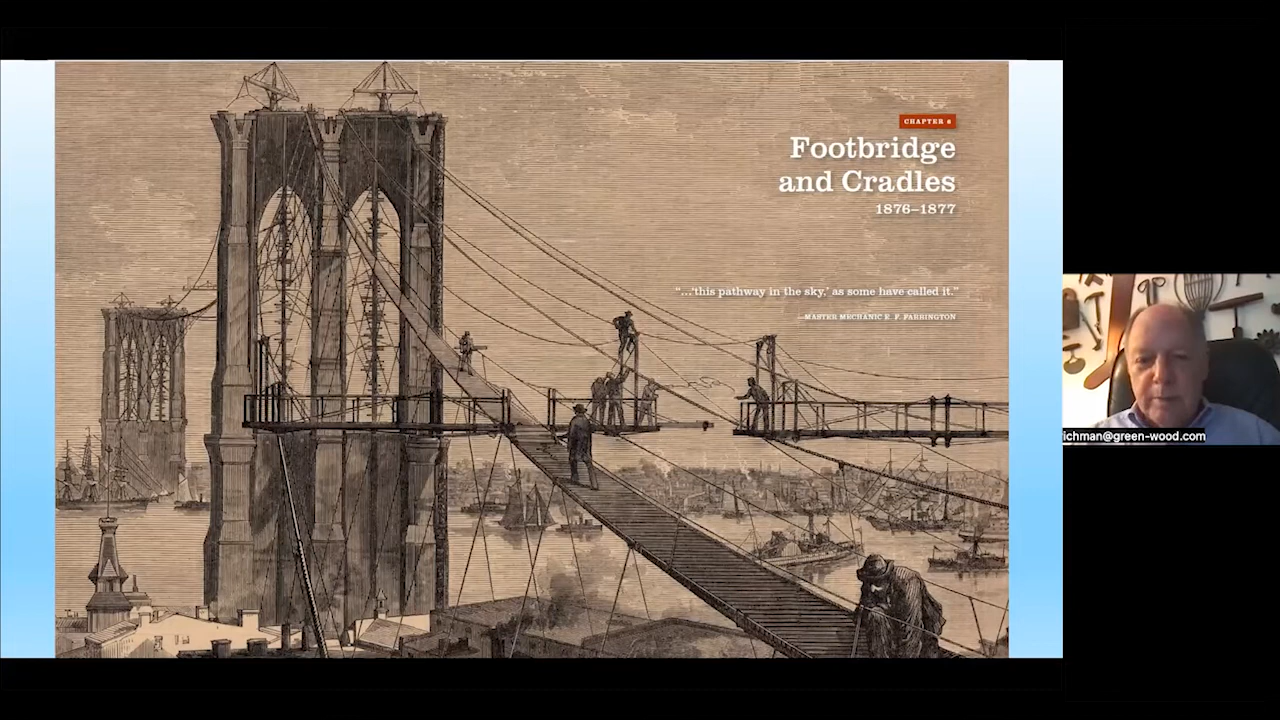 CHAPTER 6
Footbridge
and Cradles
1876–1877
“…‘this pathway in the sky,’ as some have called it.”
—MASTER MECHANIC E. F. FARRINGTON
ichman@green-wood.com